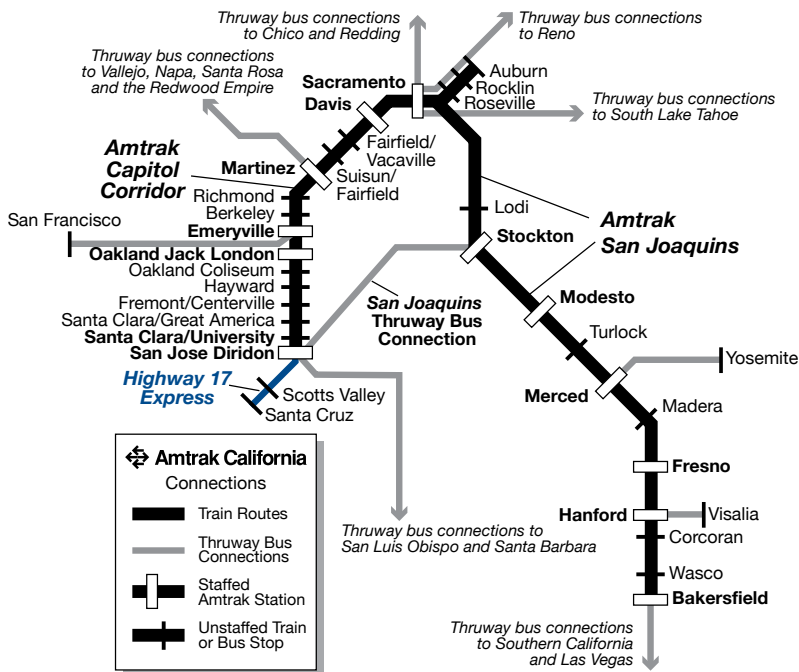 Thruway bus connections
to Chico and Redding
Thruway bus connections
to Reno
Thruway bus connections
to Vallejo, Napa, Santa Rosa
and the Redwood Empire
Sacramento
Auburn
Rocklin
Roseville
Davis
Thruway bus connections
to South Lake Tahoe
Fairfield/
Vacaville
Amtrak
Capitol
Corridor
Martinez
Suisun/
Fairfield
Richmond
Berkeley
Lodi
Amtrak
San Joaquins
San Francisco
Emeryville
Stockton
Oakland Jack London
Oakland Coliseum
Hayward
Fremont/Centerville
Santa Clara/Great America
Santa Clara/University
San Jose Diridon
San Joaquins
Thruway Bus
Connection
Modesto
Turlock
Yosemite
Highway 17
Express
Scotts Valley
Santa Cruz
Merced
Madera
Amtrak California
Connections
Train Routes
Thruway Bus
Connections
Staffed
Amtrak Station
Unstaffed Train
or Bus Stop
Fresno
Hanford
Visalia
Thruway bus connections to
San Luis Obispo and Santa Barbara
Corcoran
Wasco
Bakersfield
Thruway bus connections
to Southern California
and Las Vegas